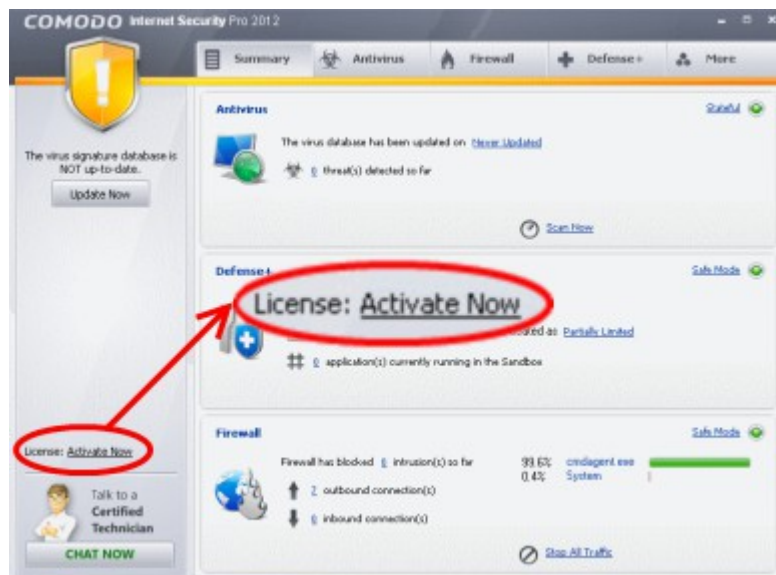 COMODO Internet Security Pro 2012
Summary
Antivirus
Firewall
Defense+
More
The virus signature database is
NOT up-to-date.
Update Now
License: Activate Now
Talk to a
Certified
Technician
CHAT NOW
Antivirus
Stateful
The virus database has been updated on Never Updated
0 threat(s) detected so far
Scan Now
Defense+
Safe Mode
License: Activate Now
as Partially Limited
0 application(s) currently running in the Sandbox
Firewall
Safe Mode
Firewall has blocked 0 intrusion(s) so far
2 outbound connection(s)
0 inbound connection(s)
99.6% cmdagent.exe
0.4% System
Stop All Traffic